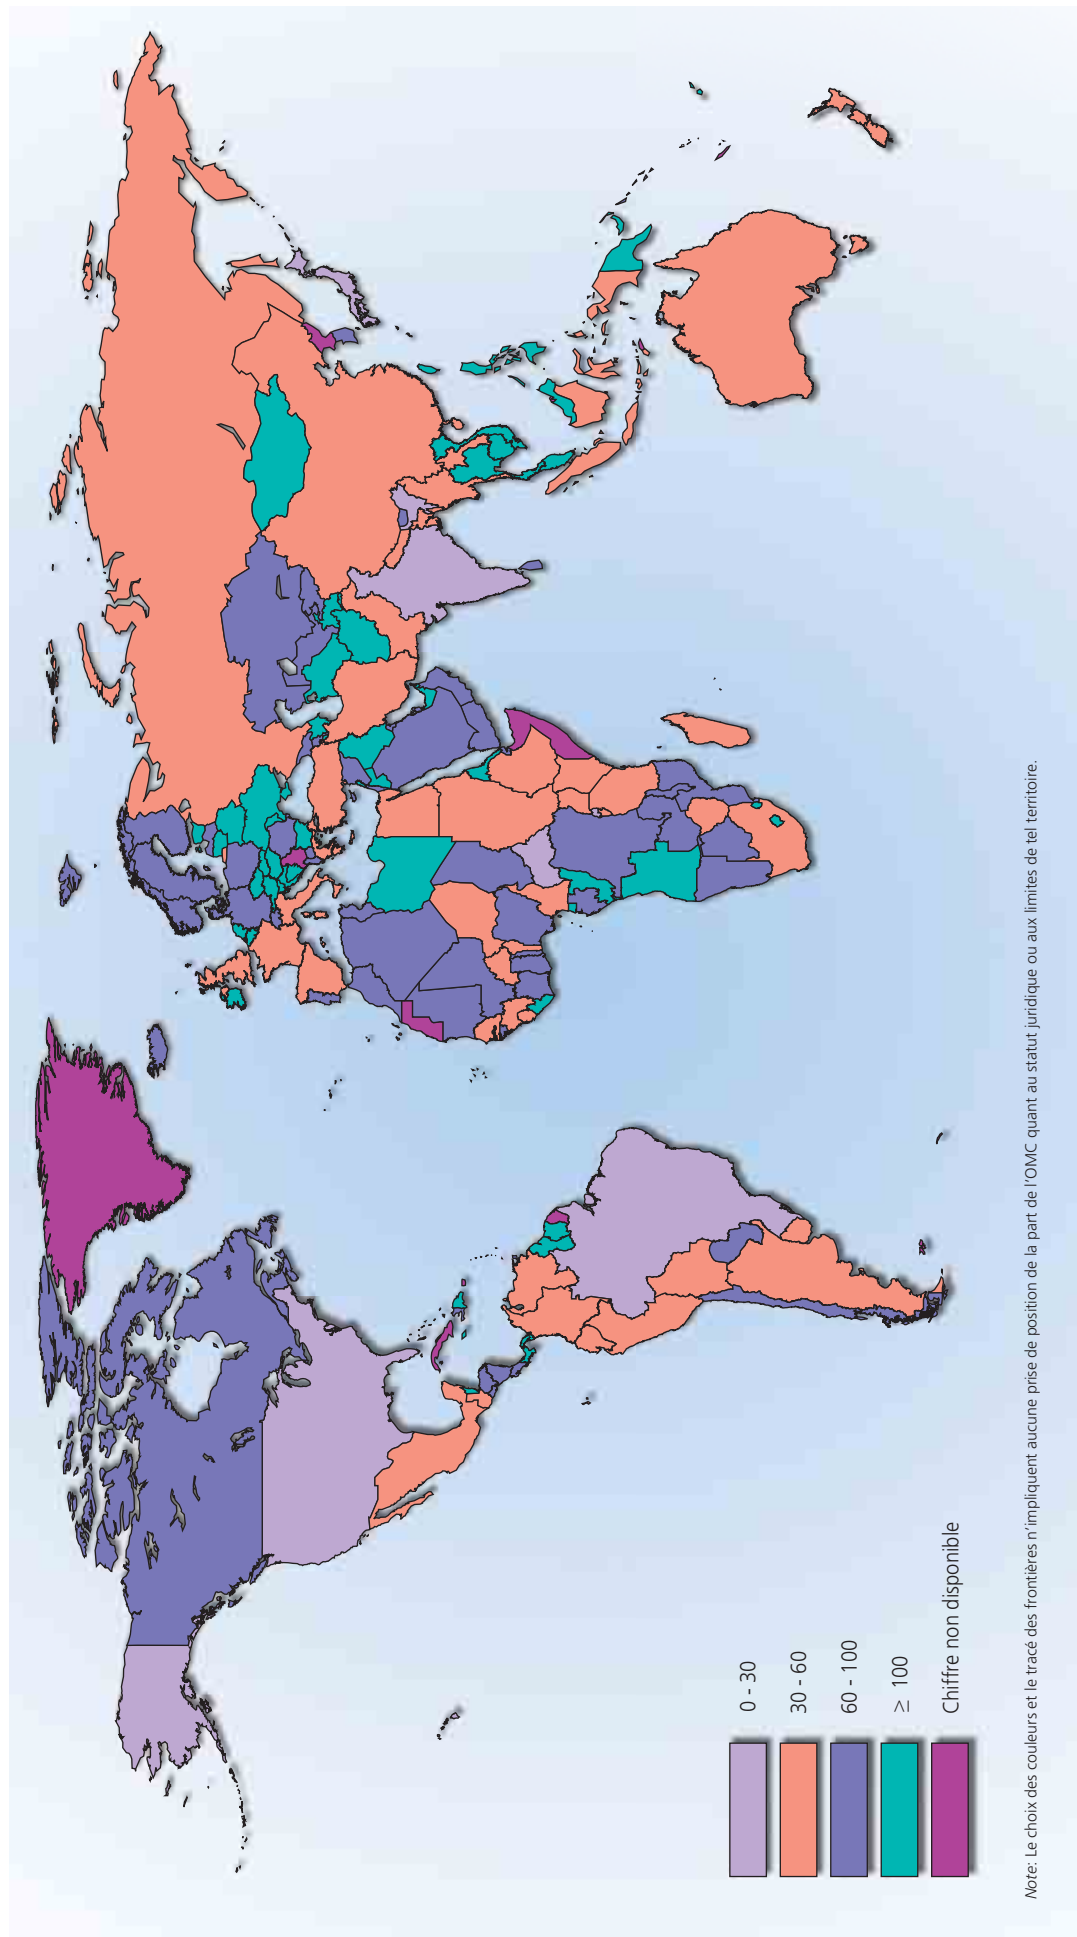 0 - 30
30 - 60
60 - 100
≥ 100
Chiffre non disponible
Note: Le choix des couleurs et le tracé des frontières n'impliquent aucune prise de position de la part de l'OMC quant au statut juridique ou aux limites de tel territoire.